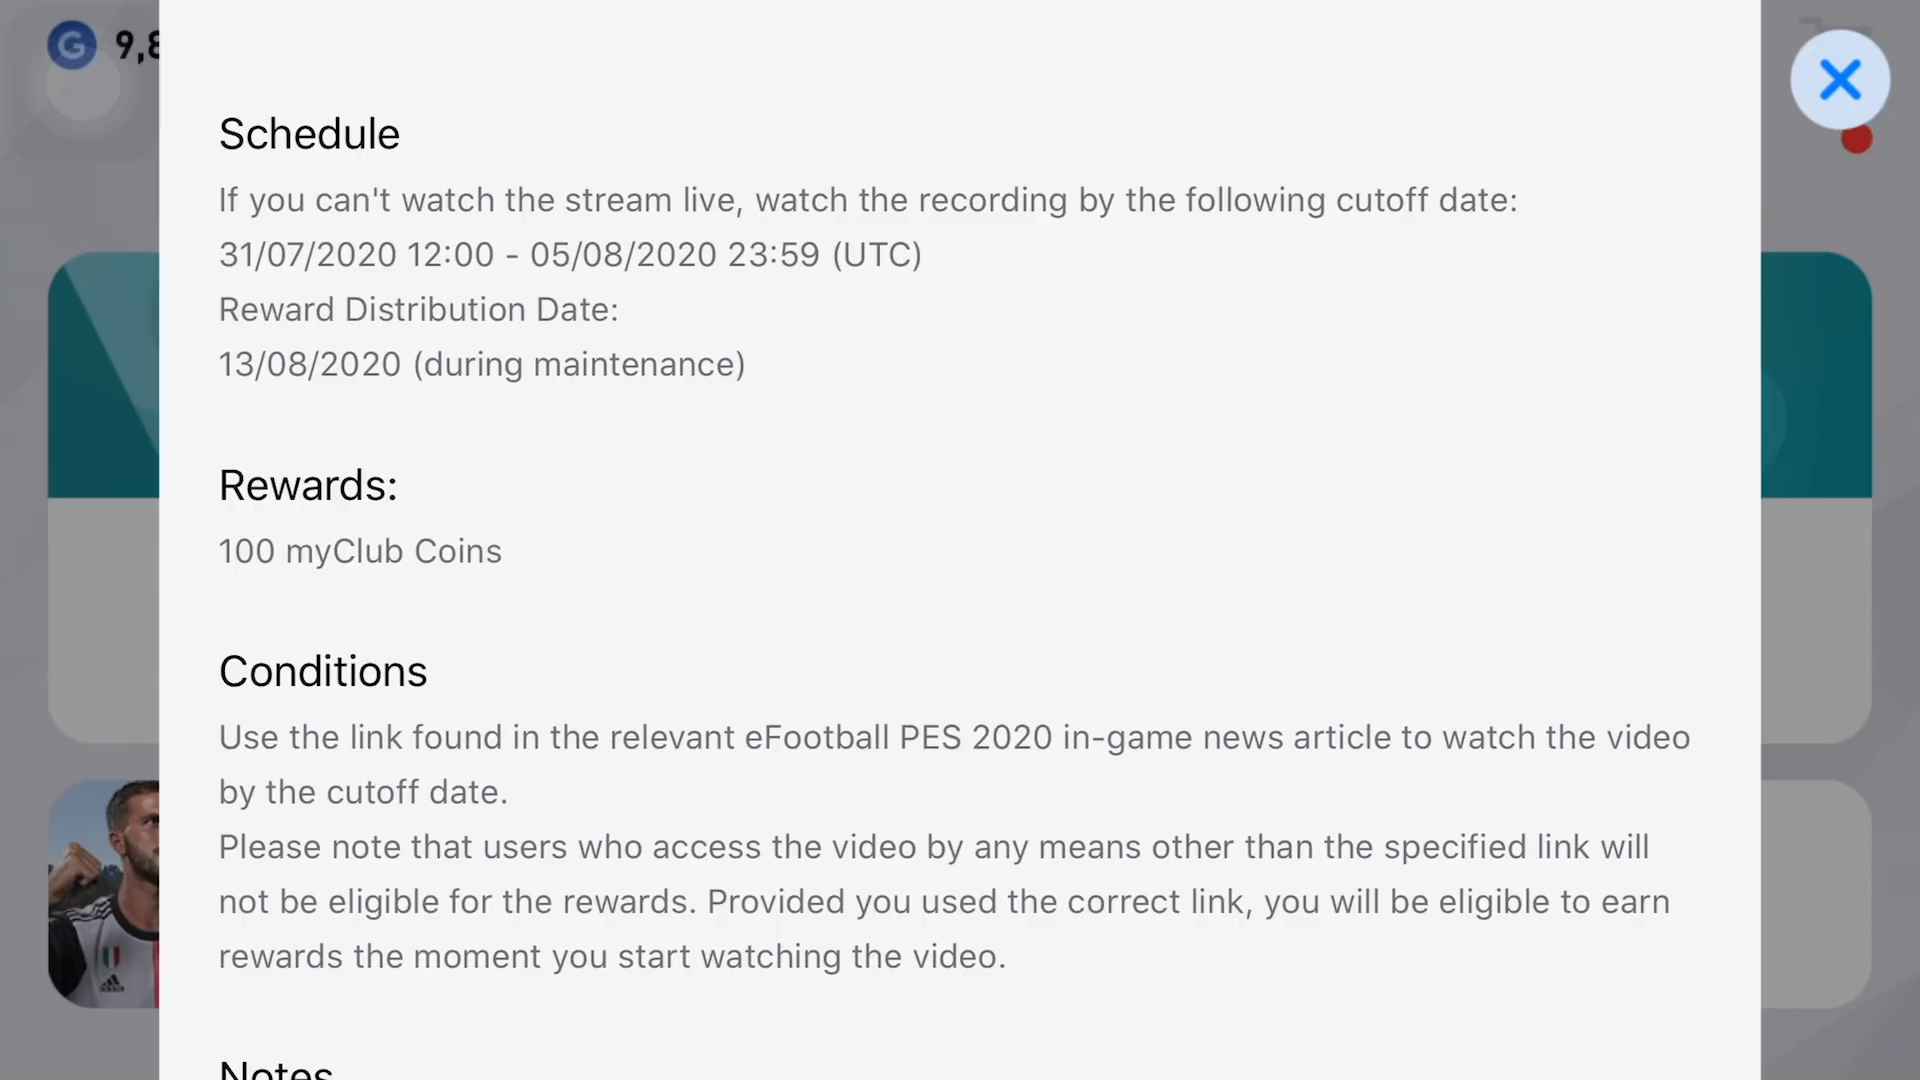 G 9,8
Schedule
If you can't watch the stream live, watch the recording by the following cutoff date:
31/07/2020 12:00 - 05/08/2020 23:59 (UTC)
Reward Distribution Date:
13/08/2020 (during maintenance)
Rewards:
100 myClub Coins
Conditions
Use the link found in the relevant eFootball PES 2020 in-game news article to watch the video
by the cutoff date.
Please note that users who access the video by any means other than the specified link will
not be eligible for the rewards. Provided you used the correct link, you will be eligible to earn
rewards the moment you start watching the video.
Notes